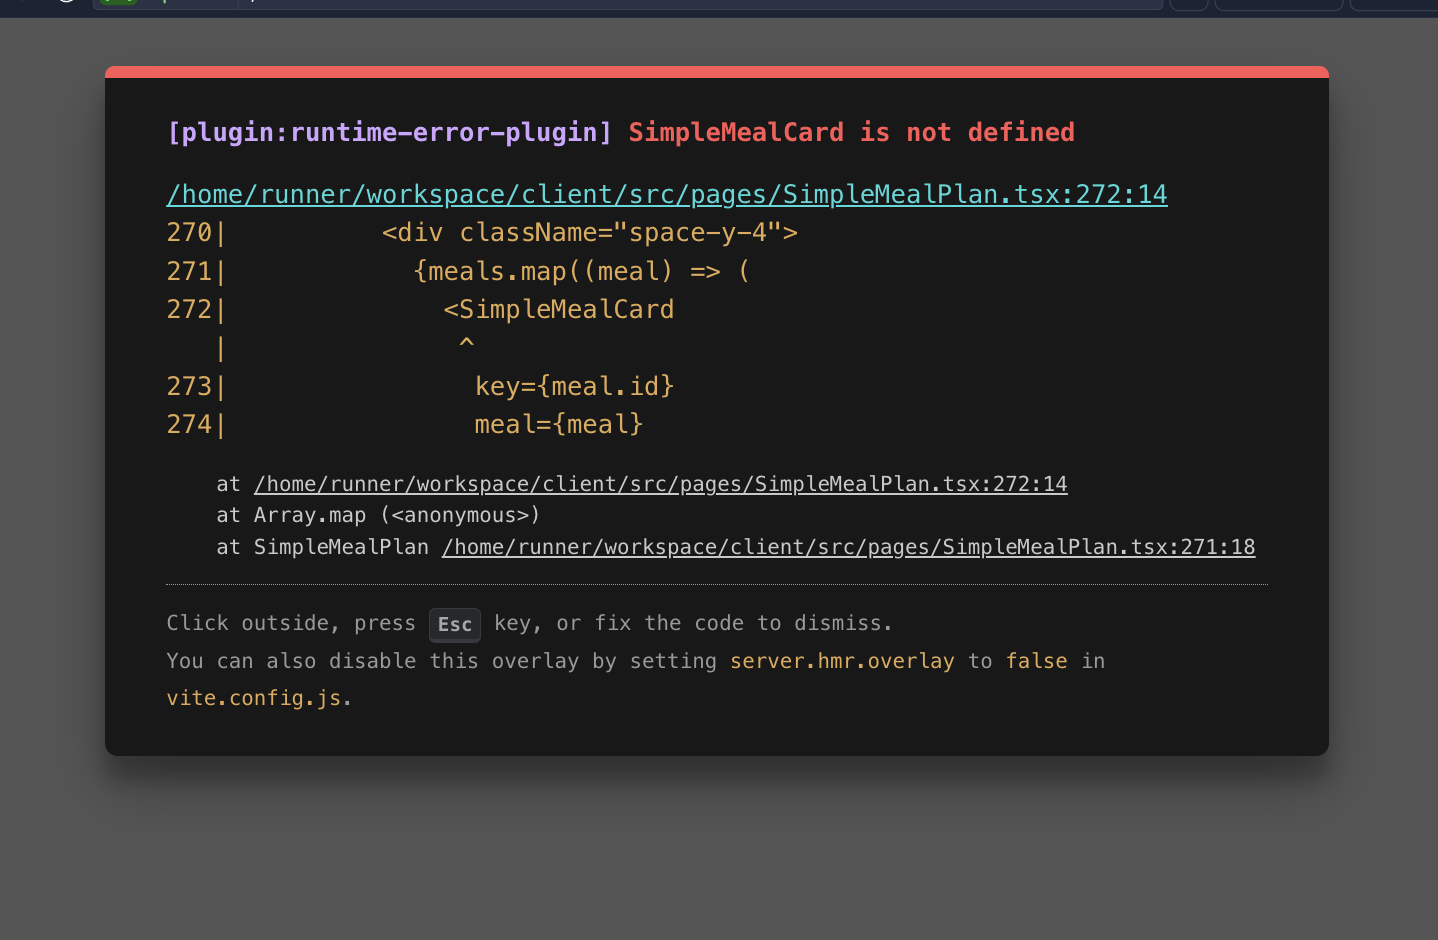 [plugin:runtime-error-plugin] SimpleMealCard is not defined
/home/runner/workspace/client/src/pages/SimpleMealPlan.tsx:272:14
270|          <div className="space-y-4">
271|            {meals.map((meal) => (
272|              <SimpleMealCard
   |               ^
273|                key={meal.id}
274|                meal={meal}
    at /home/runner/workspace/client/src/pages/SimpleMealPlan.tsx:272:14
    at Array.map (<anonymous>)
    at SimpleMealPlan /home/runner/workspace/client/src/pages/SimpleMealPlan.tsx:271:18
Click outside, press Esc key, or fix the code to dismiss.
You can also disable this overlay by setting server.hmr.overlay to false in
vite.config.js.